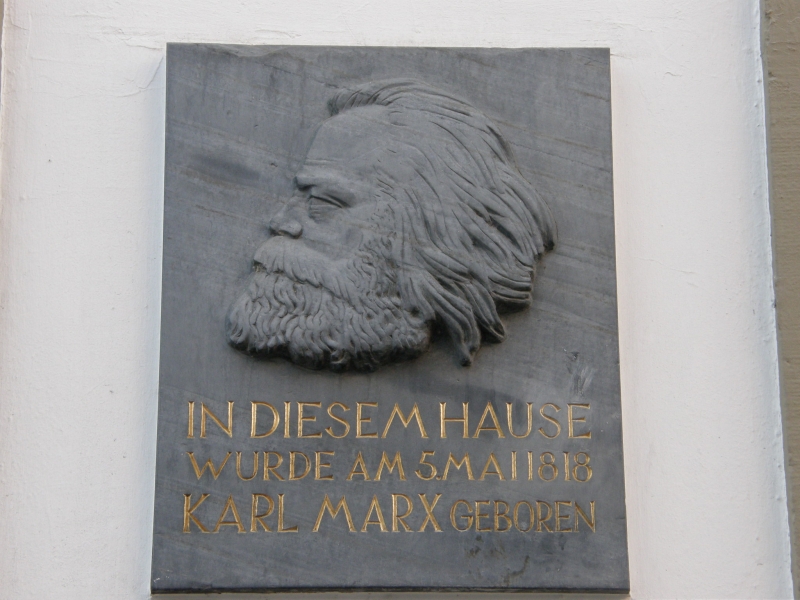 IN DIESEM HAUSE
WURDE AM 5.MAI 1818
KARL MARX GEBOREN